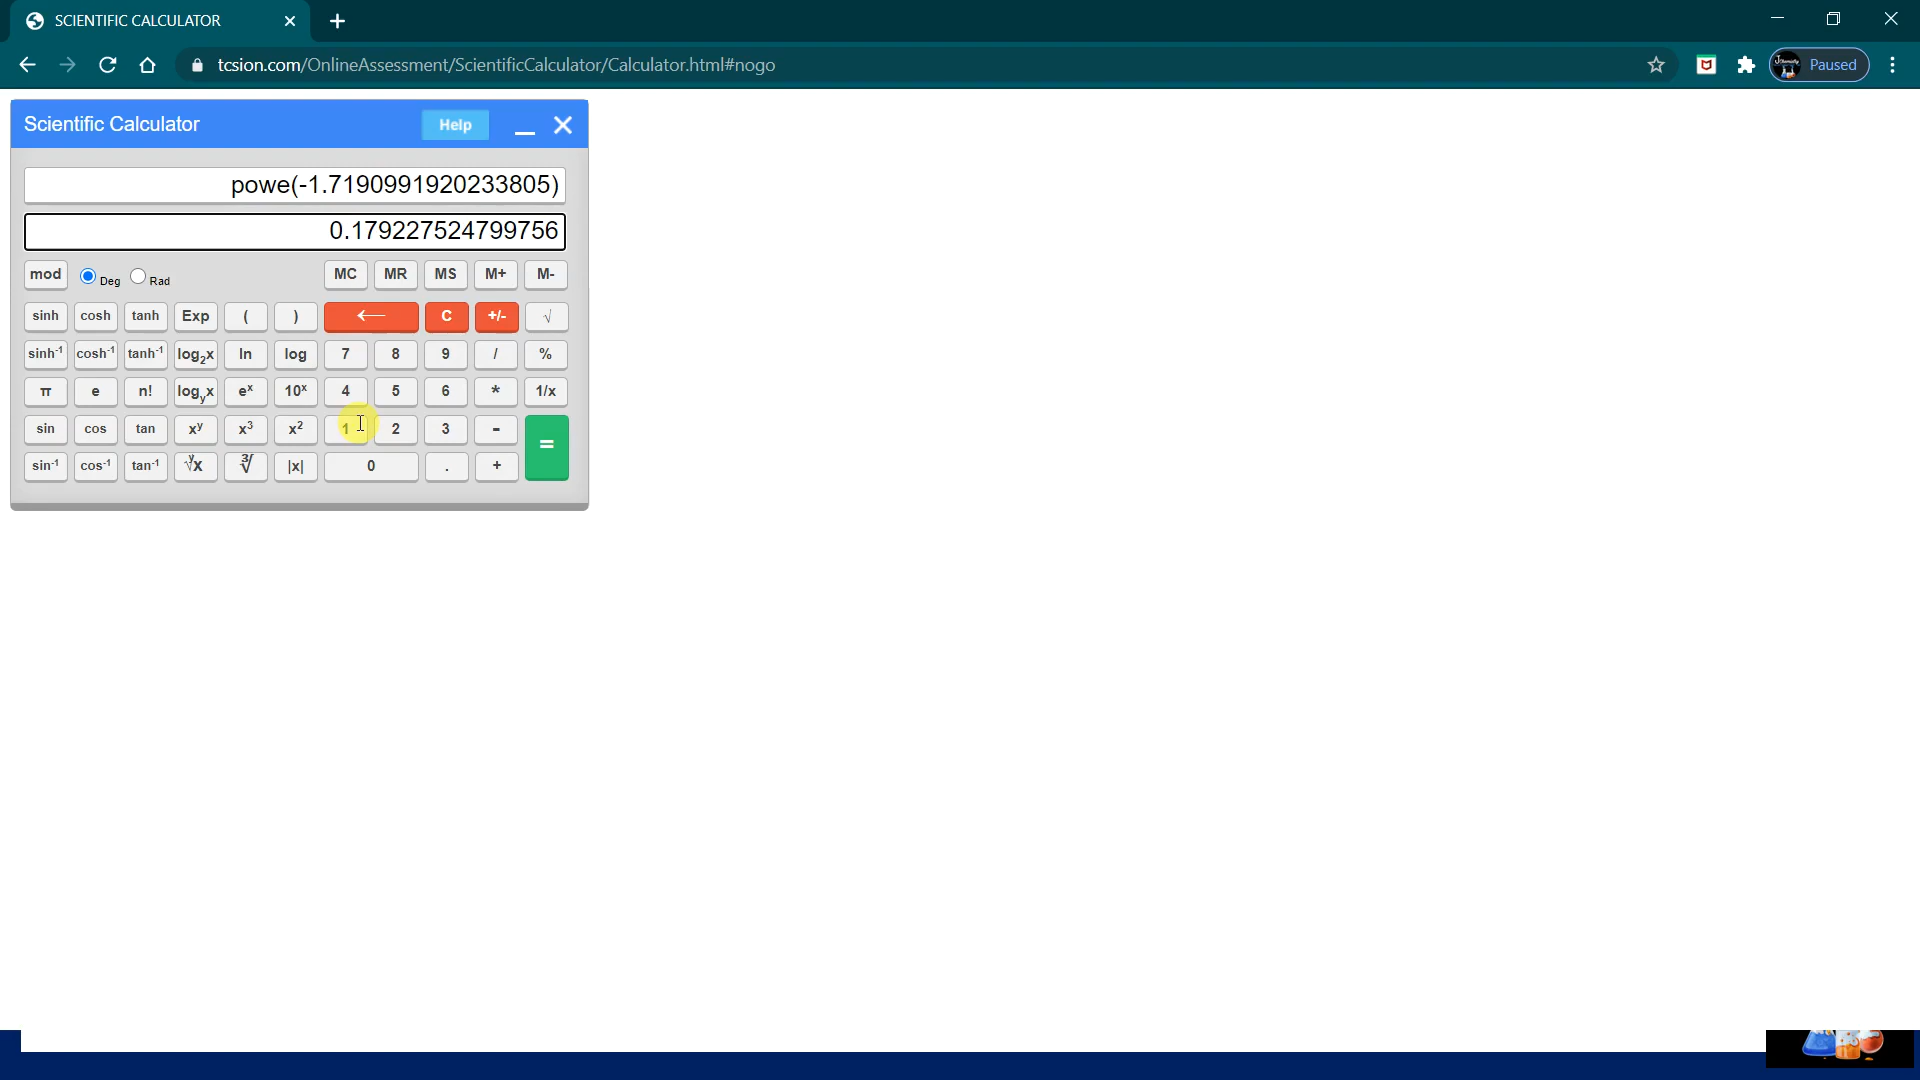 SCIENTIFIC CALCULATOR
tcsion.com/OnlineAssessment/ScientificCalculator/Calculator.html#nogo
Paused
Scientific Calculator Help
powe(-1.7190991920233805)
0.179227524799756
mod Deg Rad MC MR MS M+ M-
sinh cosh tanh Exp ( ) ← C +/- √
sinh⁻¹ cosh⁻¹ tanh⁻¹ log₂x ln log 7 8 9 / %
π e n! logᵧx eˣ 10ˣ 4 5 6 * 1/x
sin cos tan xʸ x³ x² 1 2 3 - =
sin⁻¹ cos⁻¹ tan⁻¹ ʸ√x ³√ |x| 0 . +